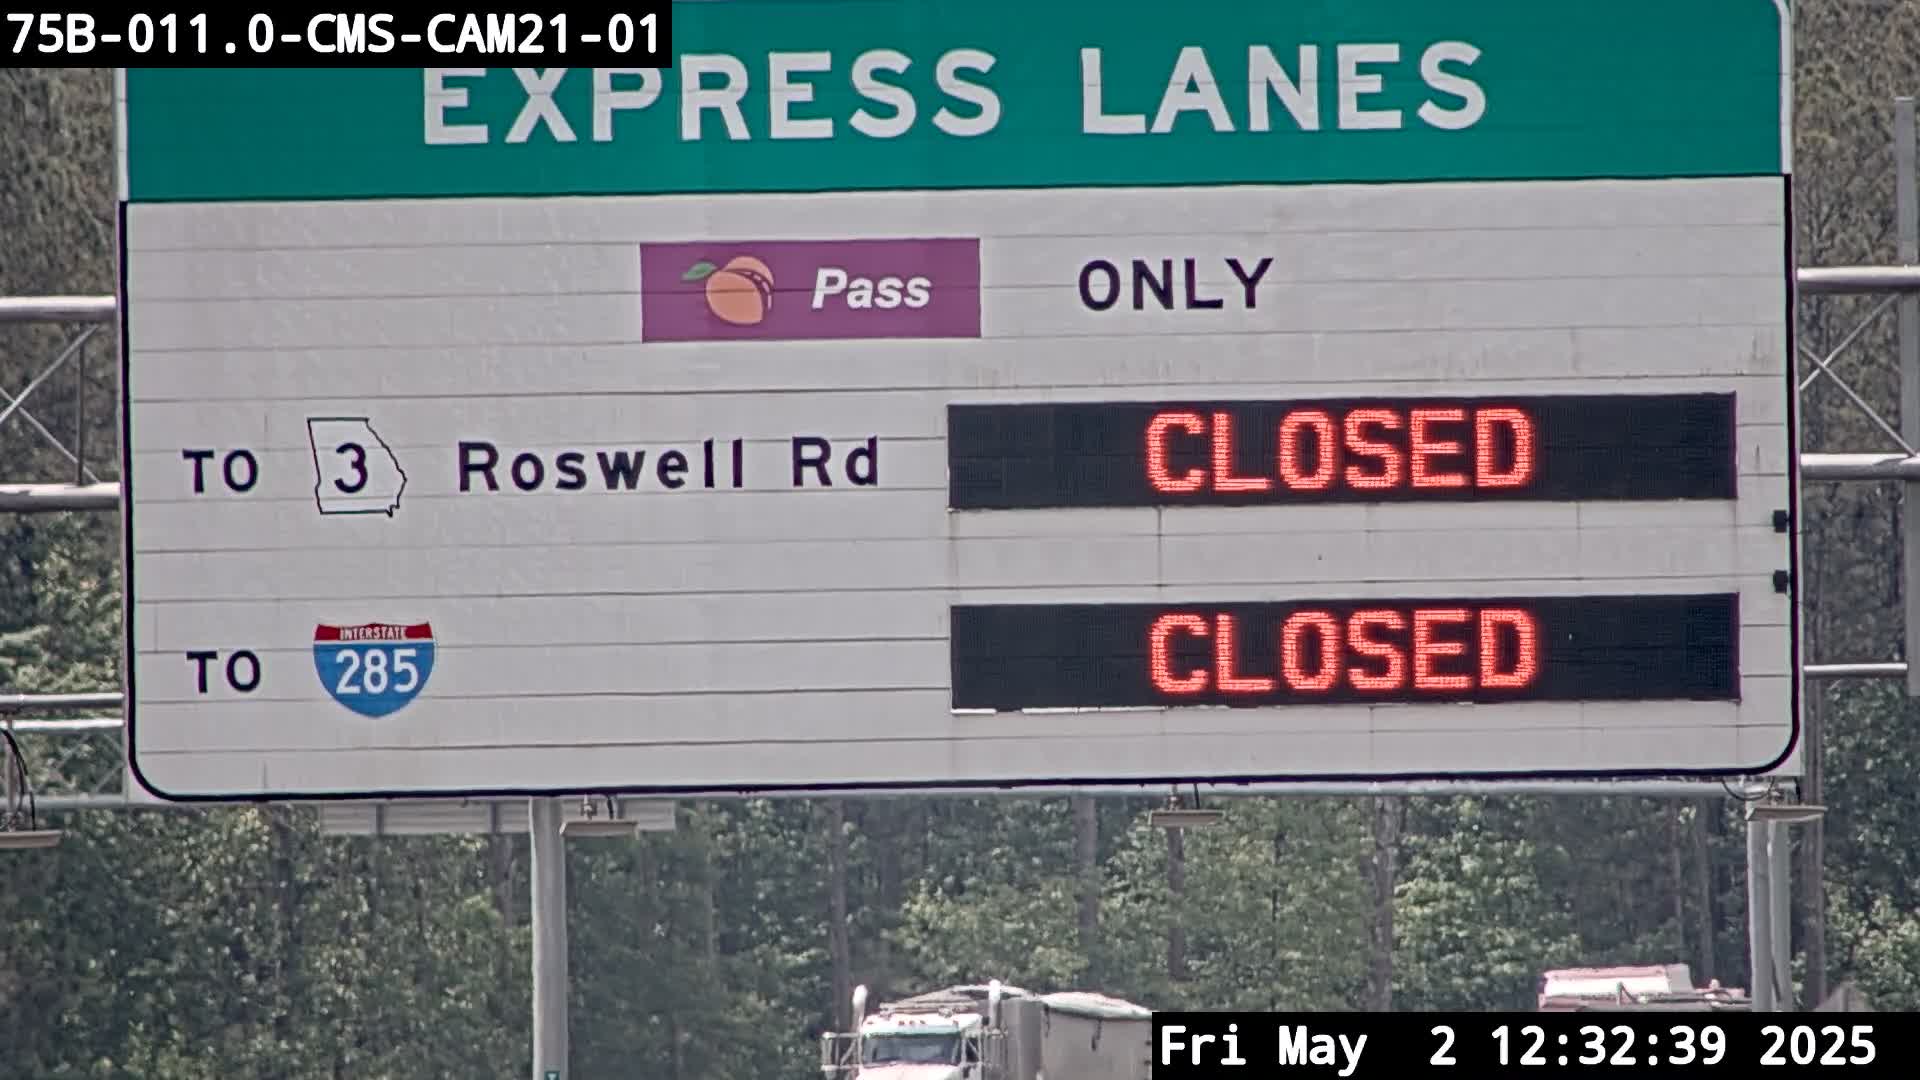 75B-011.0-CMS-CAM21-01
EXPRESS LANES
Pass ONLY
TO 3 Roswell Rd CLOSED
INTERSTATE
TO 285 CLOSED
Fri May 2 12:32:39 2025